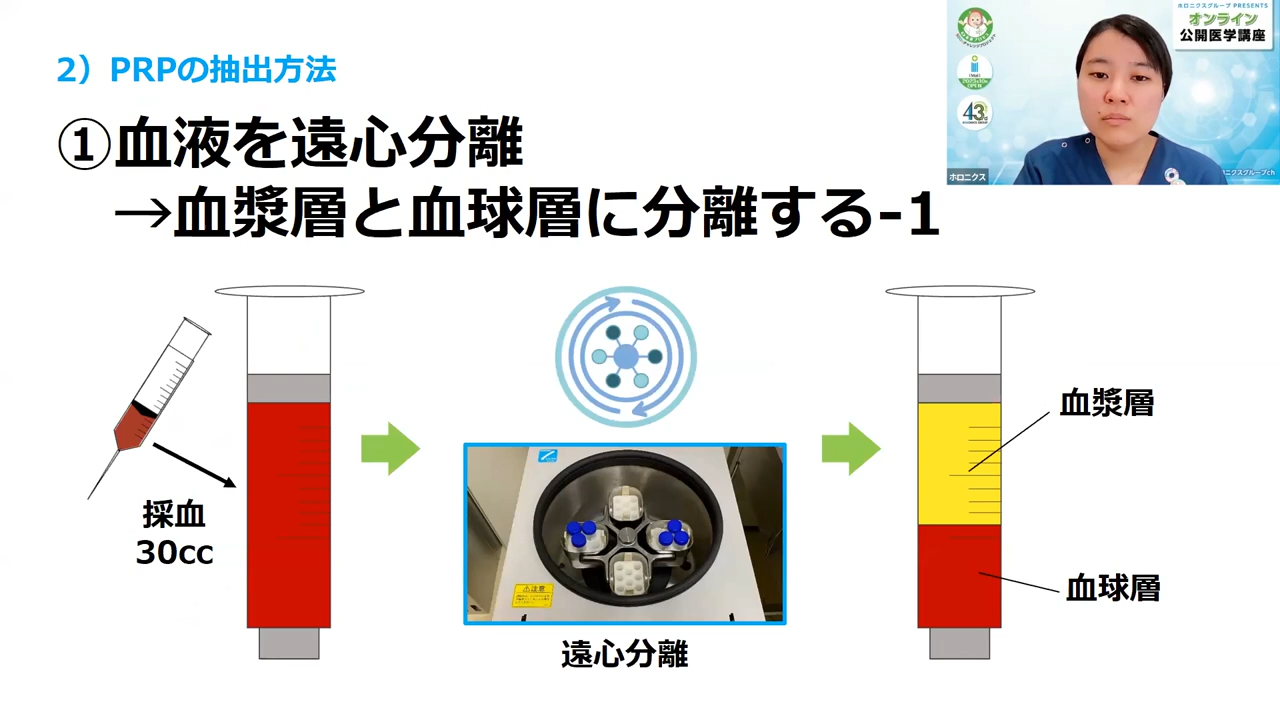 2）PRPの抽出方法
①血液を遠心分離
→血漿層と血球層に分離する-1
採血
30cc
遠心分離
血漿層
血球層
ホロニクスグループ PRESENTS
オンライン
公開医学講座
OPEN
43
ホロニクス
ニクスグループch
注意